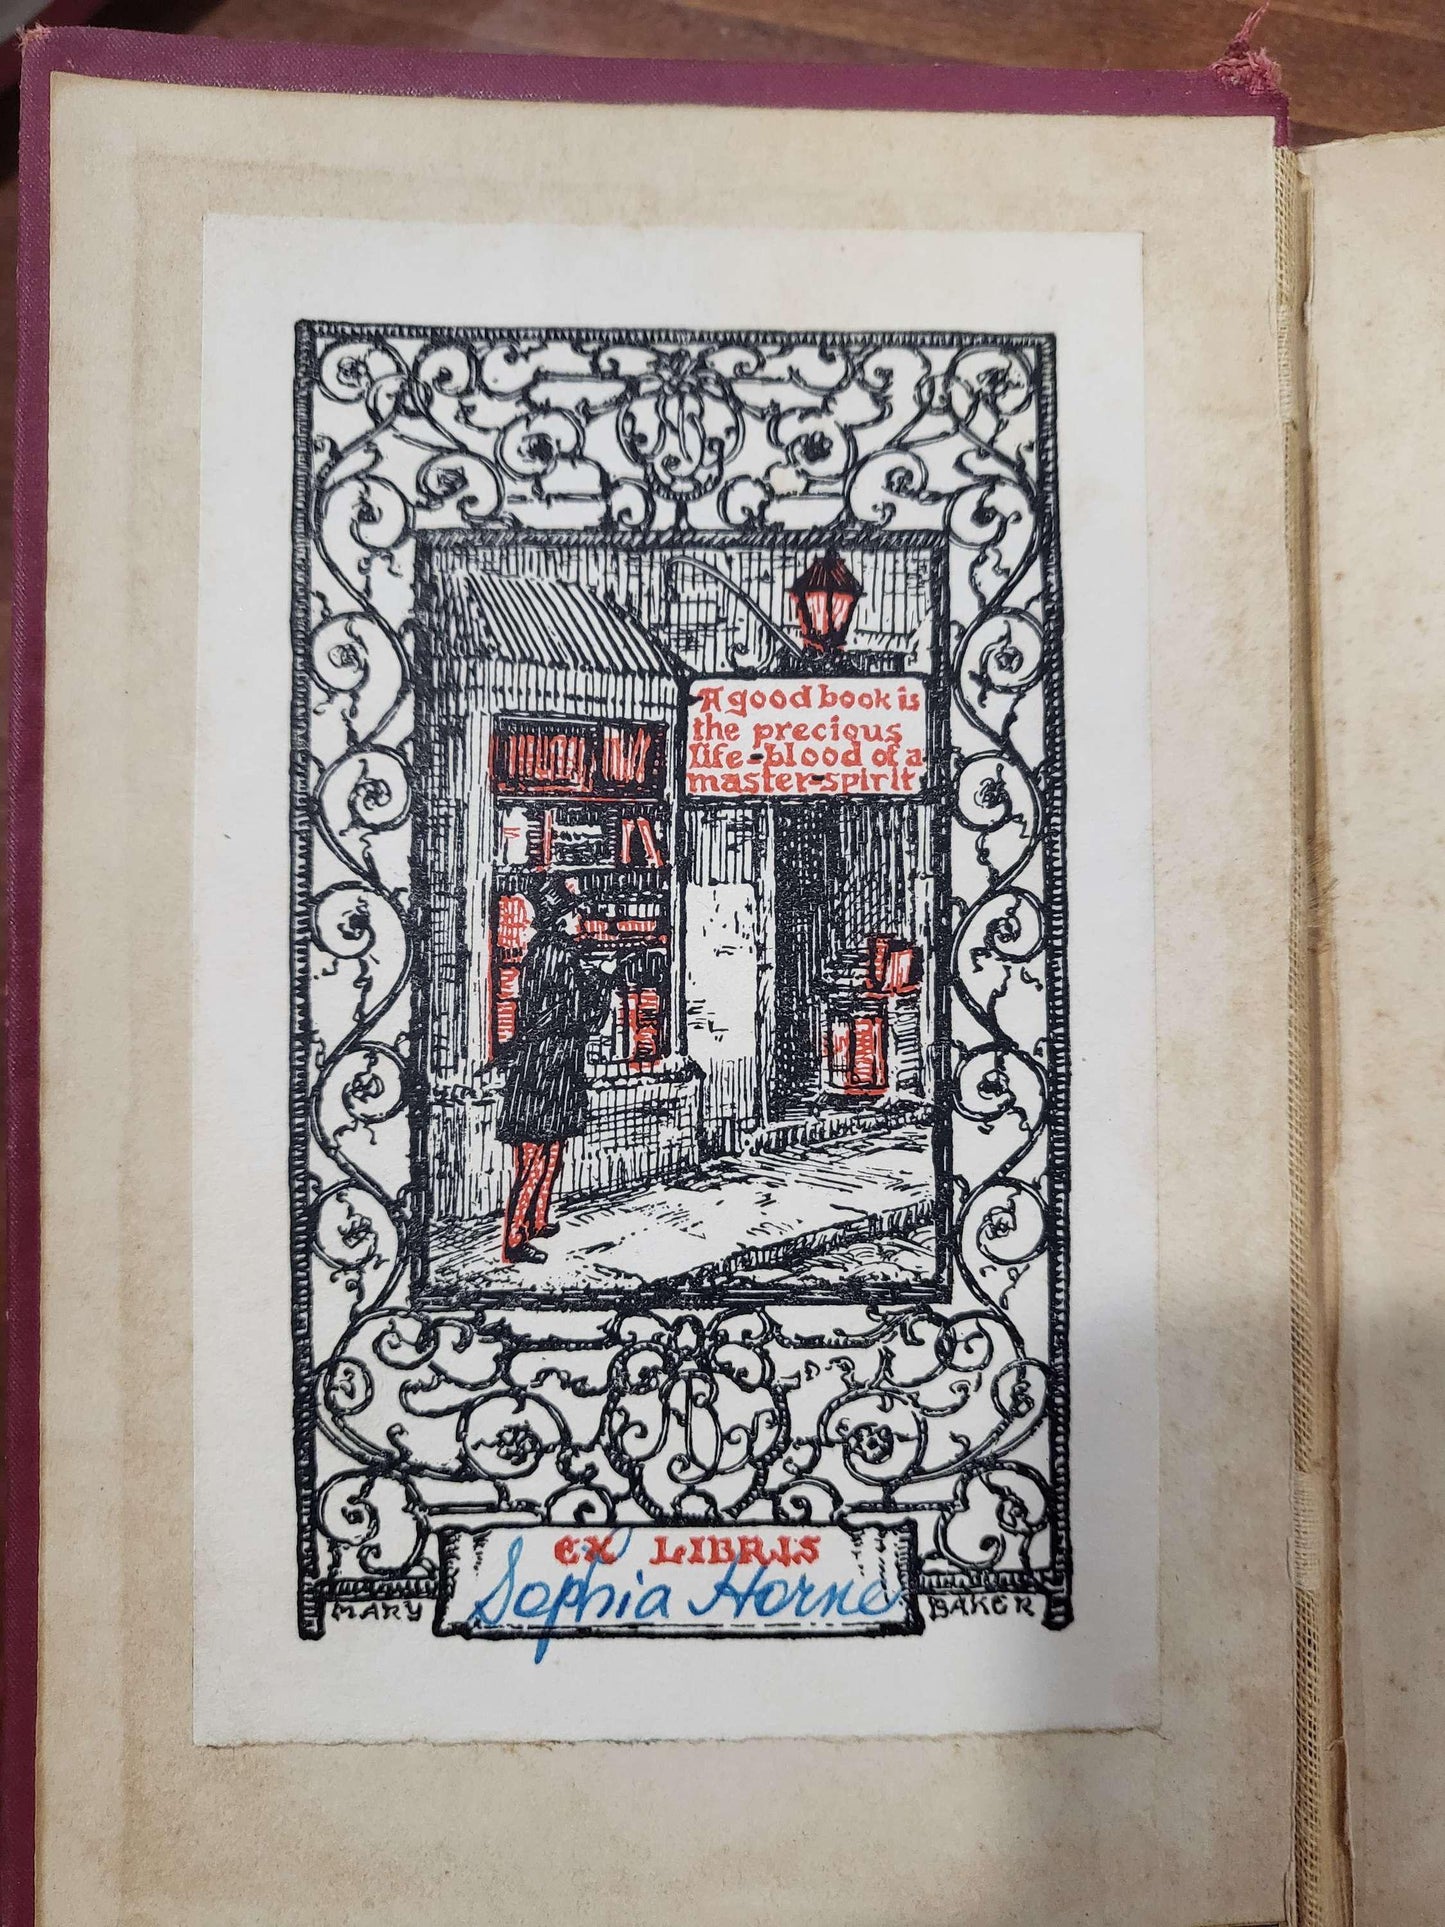 A good book is
the precious
life-blood of a
master-spirit
EX LIBRIS
Sophia Horne
MARY BAKER